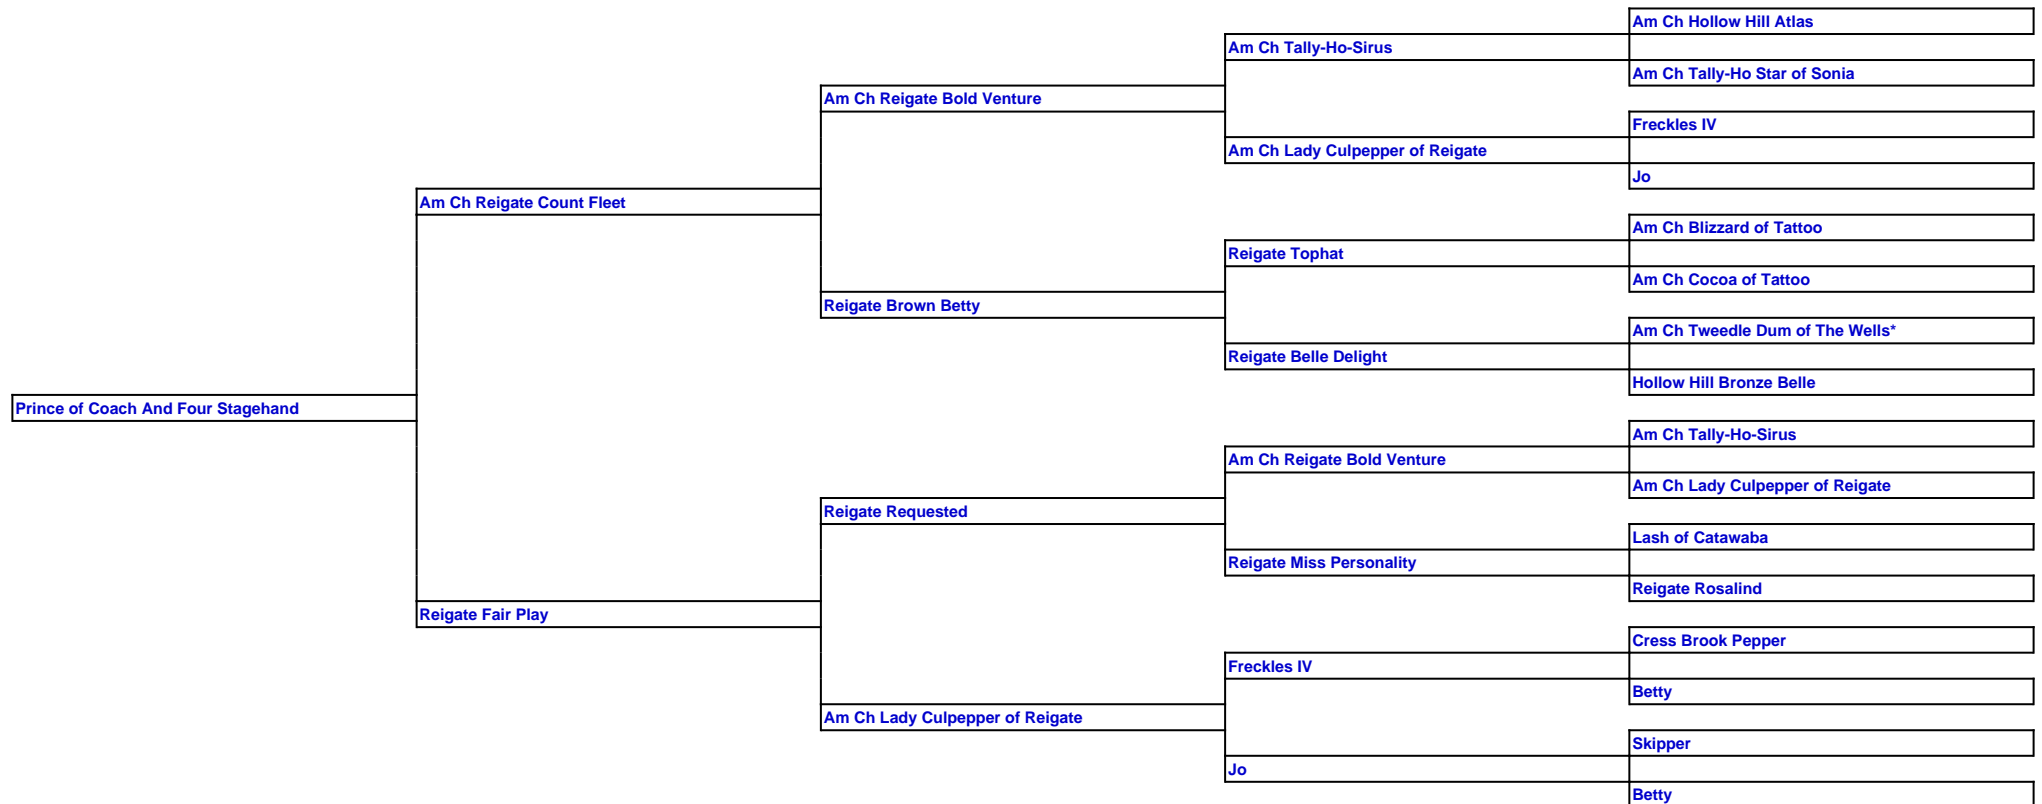 Am Ch Hollow Hill Atlas
Am Ch Tally-Ho-Sirus
Am Ch Tally-Ho Star of Sonia
Am Ch Reigate Bold Venture
Freckles IV
Am Ch Lady Culpepper of Reigate
Jo
Am Ch Reigate Count Fleet
Am Ch Blizzard of Tattoo
Reigate Tophat
Am Ch Cocoa of Tattoo
Reigate Brown Betty
Am Ch Tweedle Dum of The Wells*
Reigate Belle Delight
Hollow Hill Bronze Belle
Prince of Coach And Four Stagehand
Am Ch Tally-Ho-Sirus
Am Ch Reigate Bold Venture
Am Ch Lady Culpepper of Reigate
Reigate Requested
Lash of Catawaba
Reigate Miss Personality
Reigate Rosalind
Reigate Fair Play
Cress Brook Pepper
Freckles IV
Betty
Am Ch Lady Culpepper of Reigate
Skipper
Jo
Betty